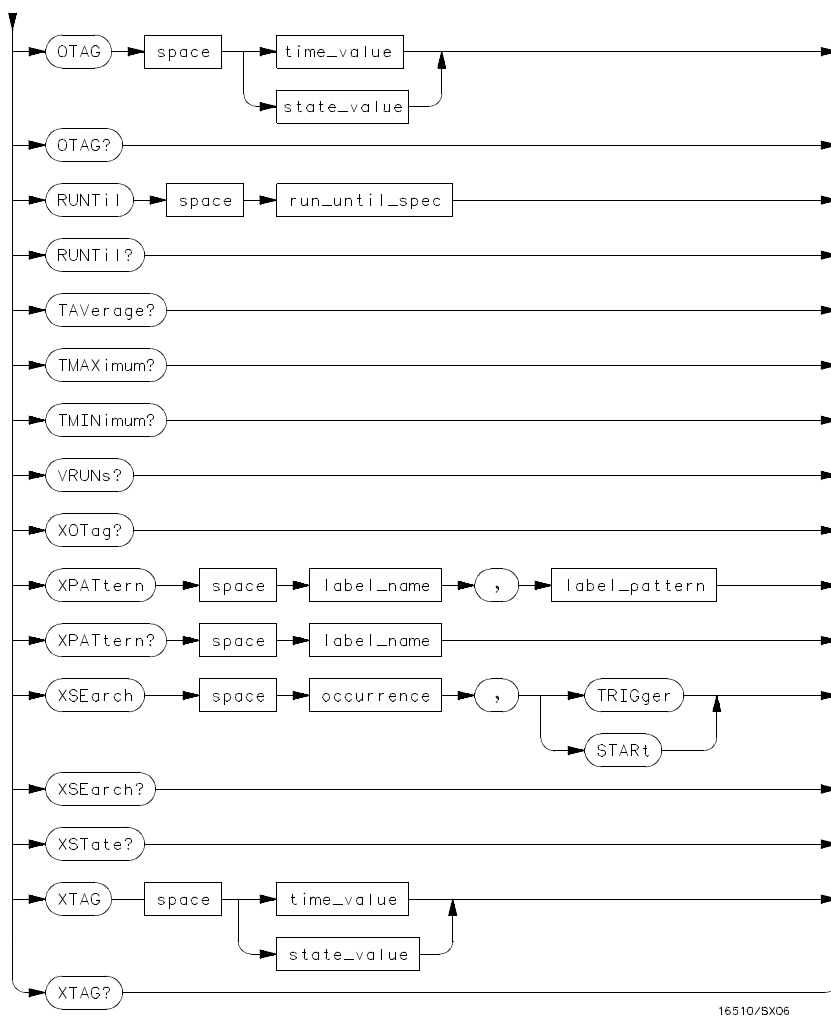 OTAG space time_value
state_value
OTAG?
RUNTil space run_until_spec
RUNTil?
TAVerage?
TMAXimum?
TMINimum?
VRUNs?
XOTag?
XPATtern space label_name , label_pattern
XPATtern? space label_name
XSEarch space occurrence , TRIGger
STARt
XSEarch?
XSTate?
XTAG space time_value
state_value
XTAG?
16510/SX06